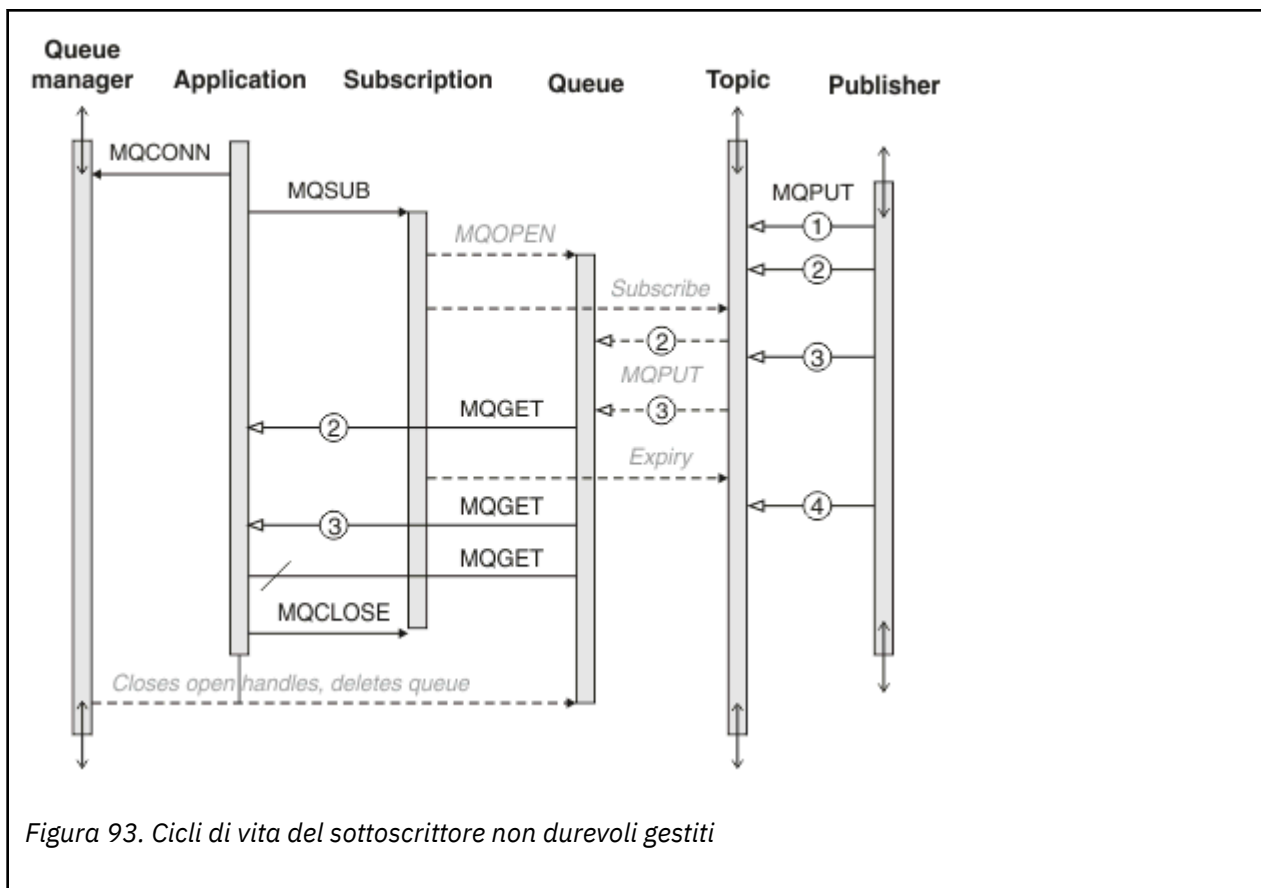 Queue manager
Application
Subscription
Queue
Topic
Publisher
MQCONN
MQSUB
MQPUT
1
MQOPEN
2
Subscribe
2
3
MQPUT
3
MQGET
2
Expiry
4
MQGET
3
MQGET
MQCLOSE
Closes open handles, deletes queue
Figura 93. Cicli di vita del sottoscrittore non durevoli gestiti